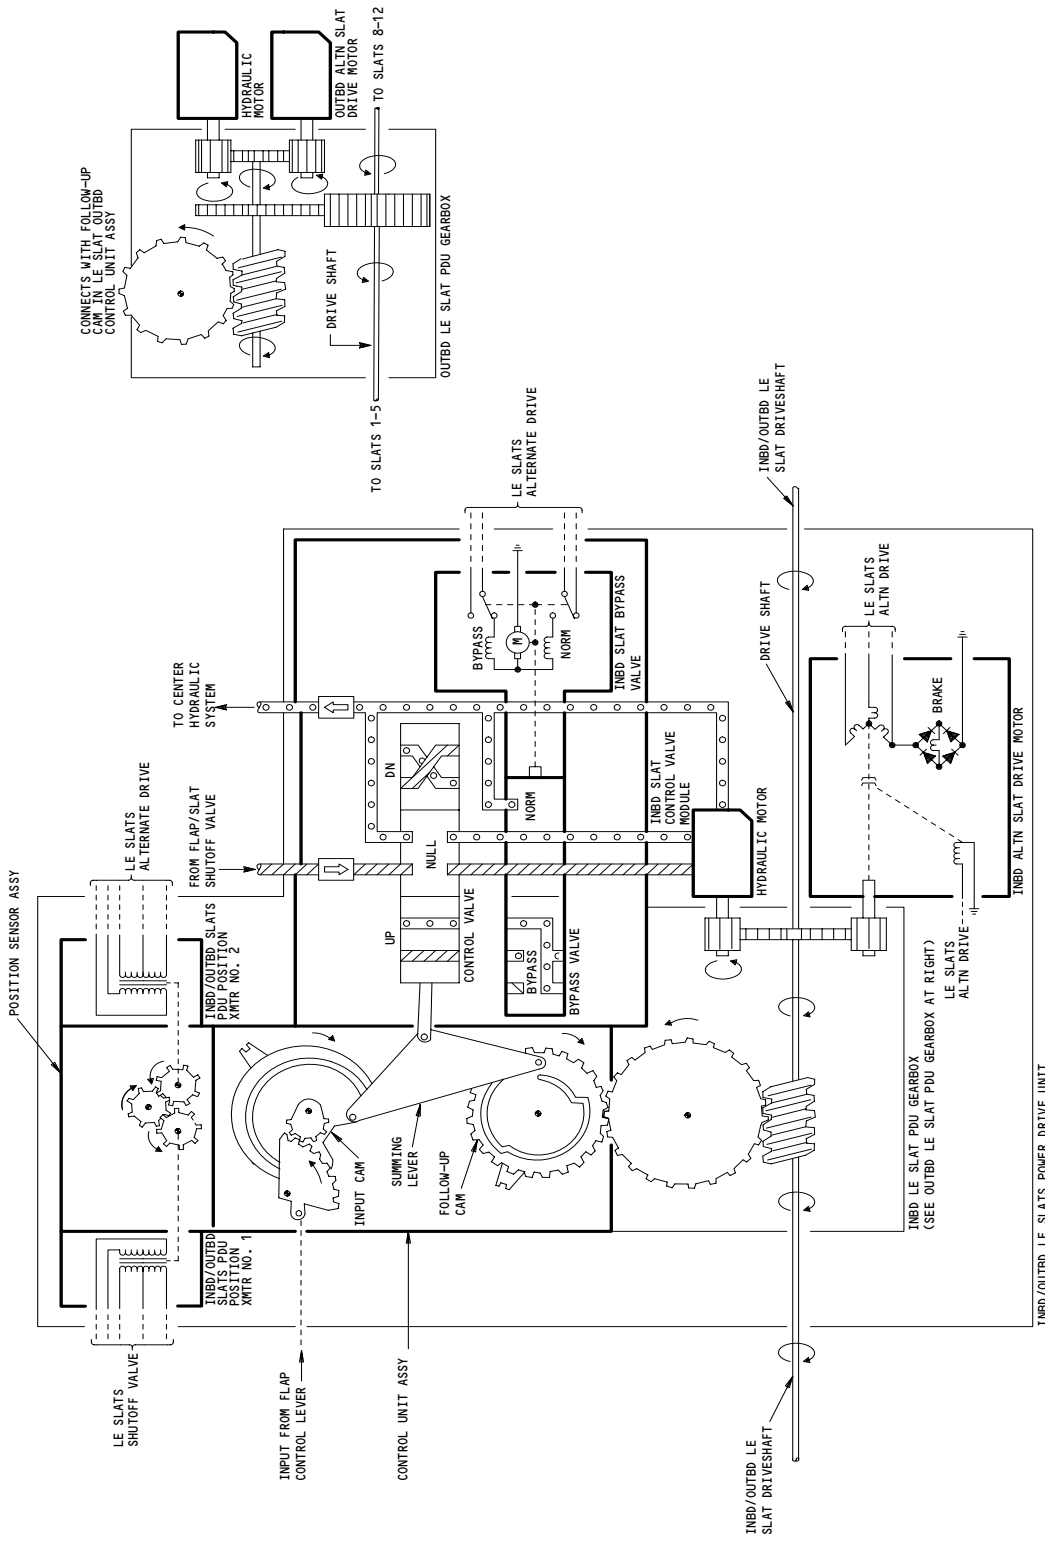 POSITION SENSOR ASSY
LE SLATS
SHUTOFF VALVE
INBD/OUTBD
SLATS PDU
POSITION
XMTR NO. 1
INBD/OUTBD SLATS
PDU POSITION
XMTR NO. 2
LE SLATS
ALTERNATE DRIVE
FROM FLAP/SLAT
SHUTOFF VALVE
TO CENTER
HYDRAULIC
SYSTEM
INPUT FROM FLAP
CONTROL LEVER
INPUT CAM
SUMMING
LEVER
FOLLOW-UP
CAM
CONTROL UNIT ASSY
UP
NULL
DN
CONTROL VALVE
BYPASS
NORM
BYPASS VALVE
BYPASS
M
NORM
INBD SLAT BYPASS
VALVE
LE SLATS
ALTERNATE DRIVE
INBD SLAT
CONTROL VALVE
MODULE
HYDRAULIC MOTOR
INBD/OUTBD LE
SLAT DRIVESHAFT
DRIVE SHAFT
INBD/OUTBD LE
SLAT DRIVESHAFT
LE SLATS
ALTN DRIVE
BRAKE
LE SLATS
ALTN DRIVE
INBD ALTN SLAT DRIVE MOTOR
INBD LE SLAT PDU GEARBOX
(SEE OUTBD LE SLAT PDU GEARBOX AT RIGHT)
INBD/OUTBD LE SLATS POWER DRIVE UNIT
CONNECTS WITH FOLLOW-UP
CAM IN LE SLAT OUTBD
CONTROL UNIT ASSY
HYDRAULIC
MOTOR
OUTBD ALTN SLAT
DRIVE MOTOR
DRIVE SHAFT
TO SLATS 1-5
TO SLATS 8-12
OUTBD LE SLAT PDU GEARBOX